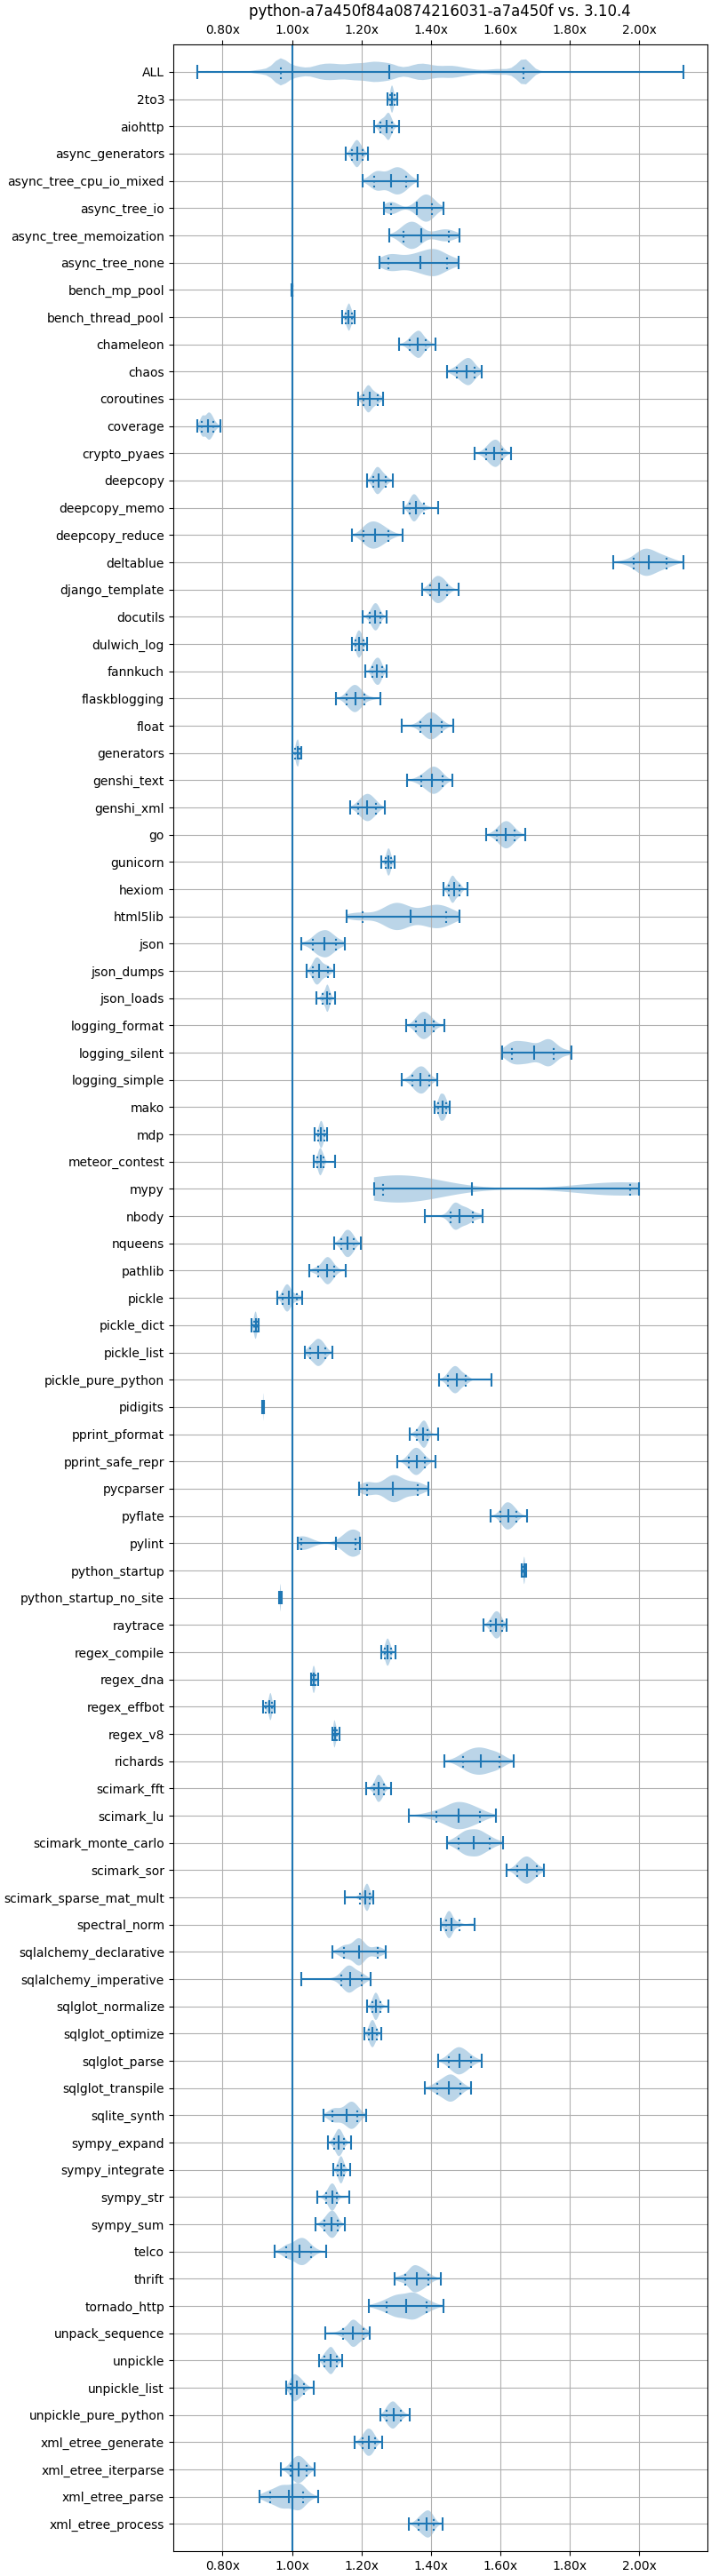 python-a7a450f84a0874216031-a7a450f vs. 3.10.4
0.80x 1.00x 1.20x 1.40x 1.60x 1.80x 2.00x
ALL
2to3
aiohttp
async_generators
async_tree_cpu_io_mixed
async_tree_io
async_tree_memoization
async_tree_none
bench_mp_pool
bench_thread_pool
chameleon
chaos
coroutines
coverage
crypto_pyaes
deepcopy
deepcopy_memo
deepcopy_reduce
deltablue
django_template
docutils
dulwich_log
fannkuch
flaskblogging
float
generators
genshi_text
genshi_xml
go
gunicorn
hexiom
html5lib
json
json_dumps
json_loads
logging_format
logging_silent
logging_simple
mako
mdp
meteor_contest
mypy
nbody
nqueens
pathlib
pickle
pickle_dict
pickle_list
pickle_pure_python
pidigits
pprint_pformat
pprint_safe_repr
pycparser
pyflate
pylint
python_startup
python_startup_no_site
raytrace
regex_compile
regex_dna
regex_effbot
regex_v8
richards
scimark_fft
scimark_lu
scimark_monte_carlo
scimark_sor
scimark_sparse_mat_mult
spectral_norm
sqlalchemy_declarative
sqlalchemy_imperative
sqlglot_normalize
sqlglot_optimize
sqlglot_parse
sqlglot_transpile
sqlite_synth
sympy_expand
sympy_integrate
sympy_str
sympy_sum
telco
thrift
tornado_http
unpack_sequence
unpickle
unpickle_list
unpickle_pure_python
xml_etree_generate
xml_etree_iterparse
xml_etree_parse
xml_etree_process
0.80x 1.00x 1.20x 1.40x 1.60x 1.80x 2.00x